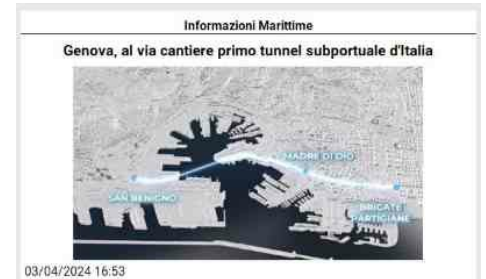 Informazioni Marittime
Genova, al via cantiere primo tunnel subportuale d'Italia
MADRE DI DIO
SAN BENIGNO
BRIGATE
PARTIGIANE
03/04/2024 16:53